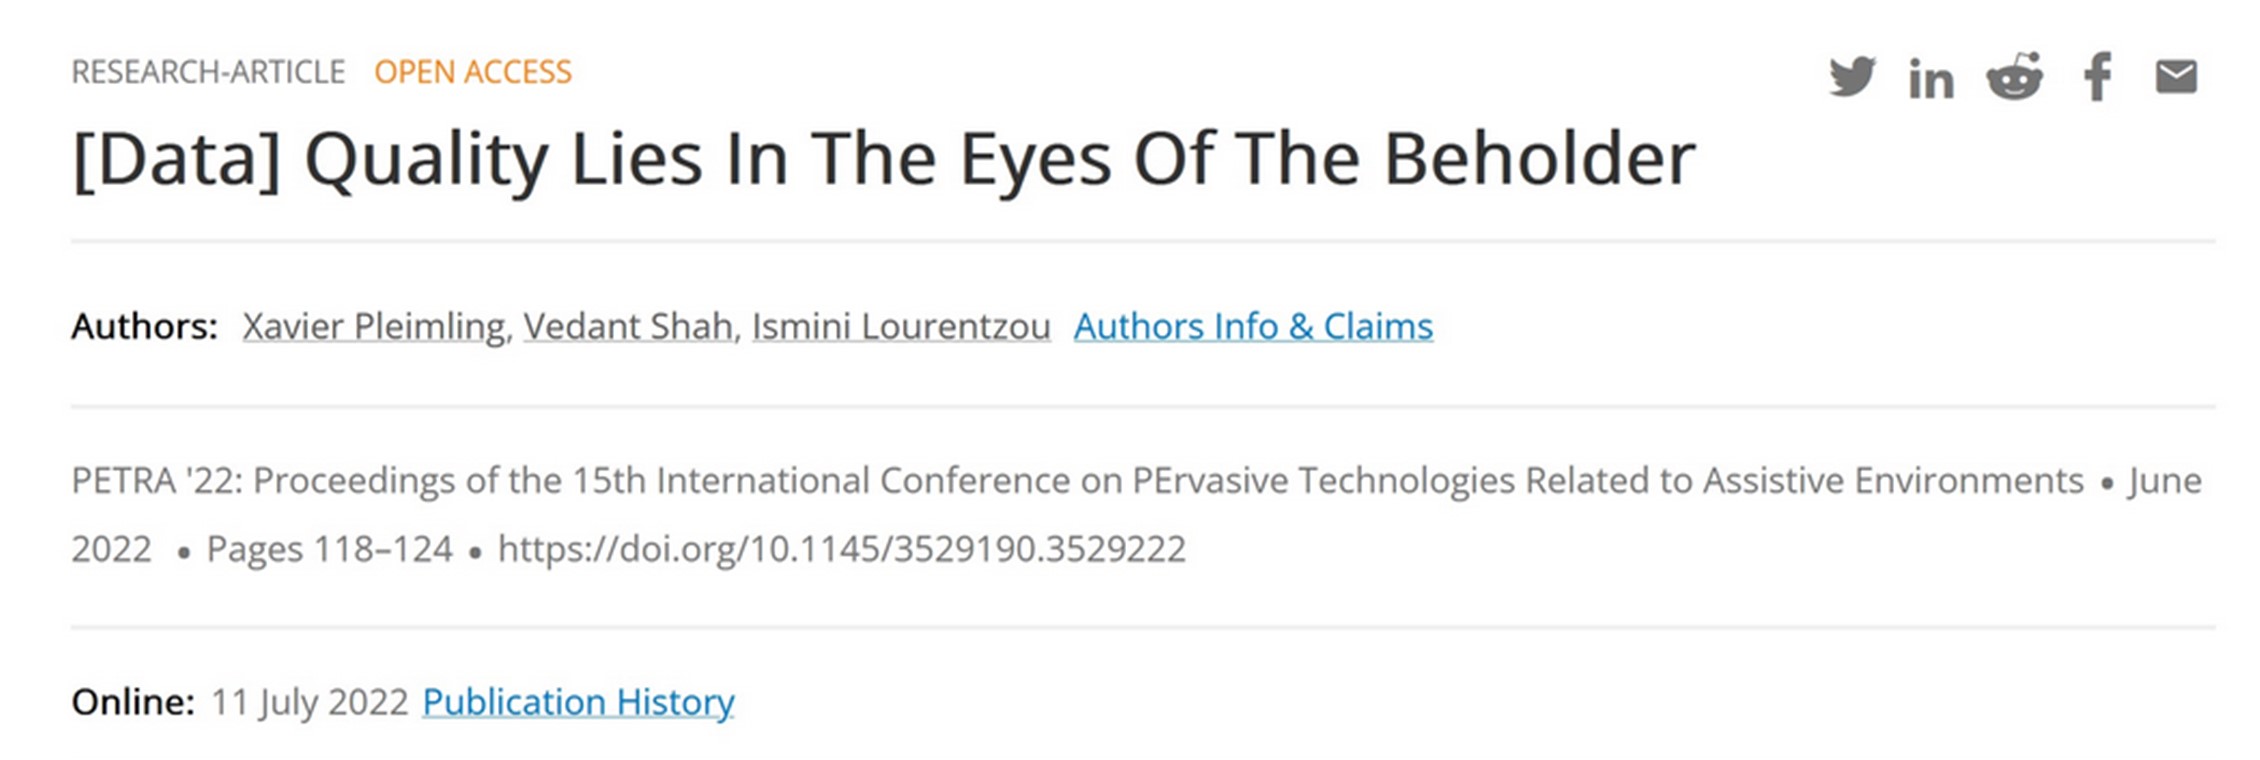 RESEARCH-ARTICLE OPEN ACCESS
[Data] Quality Lies In The Eyes Of The Beholder
Authors: Xavier Pleimling, Vedant Shah, Ismini Lourentzou Authors Info & Claims
PETRA '22: Proceedings of the 15th International Conference on PErvasive Technologies Related to Assistive Environments • June
2022 • Pages 118–124 • https://doi.org/10.1145/3529190.3529222
Online: 11 July 2022 Publication History